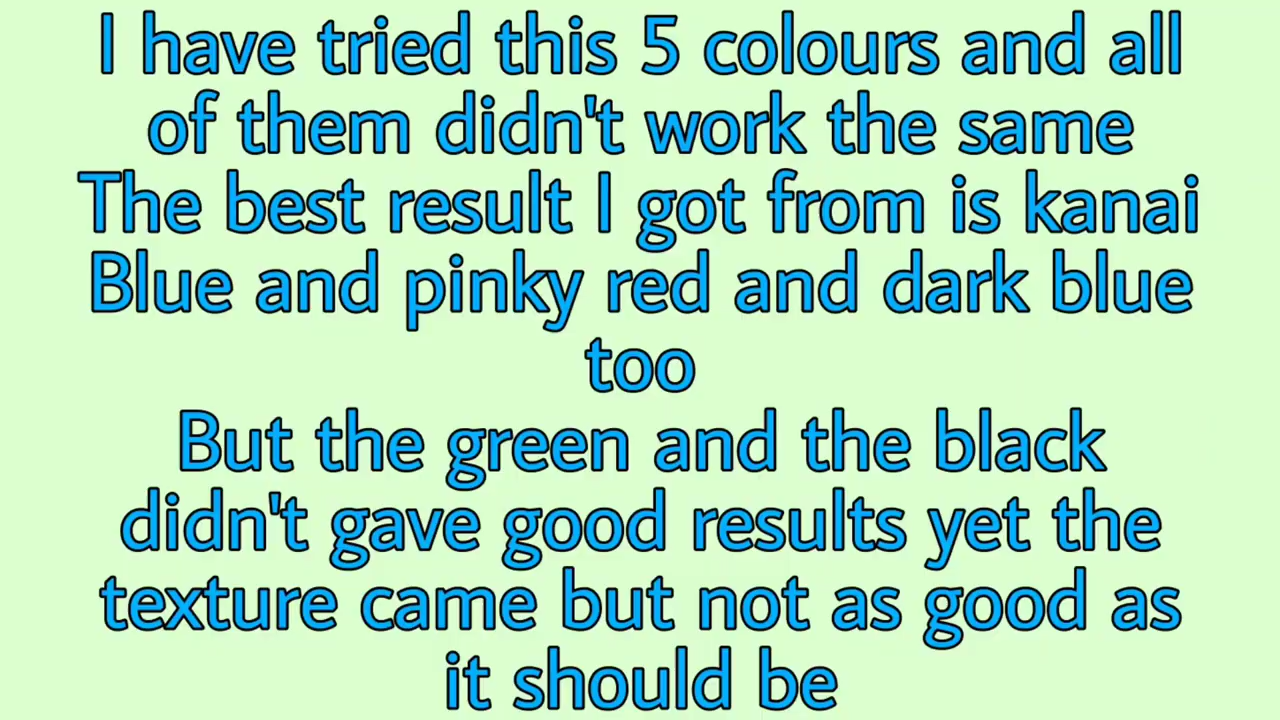 I have tried this 5 colours and all
of them didn't work the same
The best result I got from is kanai
Blue and pinky red and dark blue
too
But the green and the black
didn't gave good results yet the
texture came but not as good as
it should be